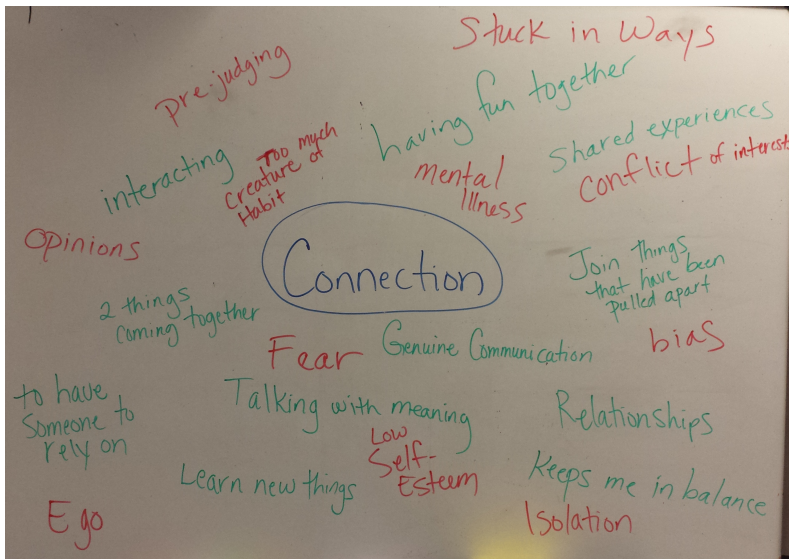 Stuck in Ways
pre-judging
having fun together
Shared experiences
conflict of interest
interacting
Too much
Creature of
Habit
mental
Illness
Opinions
Connection
Join things
that have been
pulled apart
2 things
coming together
Fear
Genuine Communication
bias
to have
Someone to
rely on
Talking with meaning
Relationships
Low
Self-
Esteem
Learn new things
Keeps me in balance
Ego
Isolation